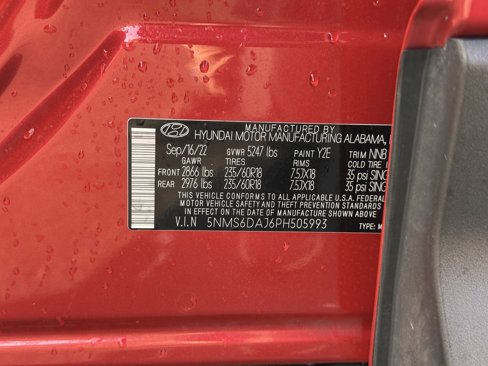 MANUFACTURED BY
HYUNDAI MOTOR MANUFACTURING ALABAMA,
Sep/16/22 GVWR 5247 lbs PAINT Y2E TRIM NNB
GAWR TIRES RIMS COLD TIRE
FRONT 2866 lbs 235/60R18 7.5JX18 35 psi SING
REAR 2976 lbs 235/60R18 7.5JX18 35 psi SING
THIS VEHICLE CONFORMS TO ALL APPLICABLE U.S.A. FEDERAL
MOTOR VEHICLE SAFETY AND THEFT PREVENTION STANDARDS
IN EFFECT ON THE DATE OF MANUFACTURE SHOWN ABOVE
V.I.N 5NMS6DAJ6PH505993 TYPE: M